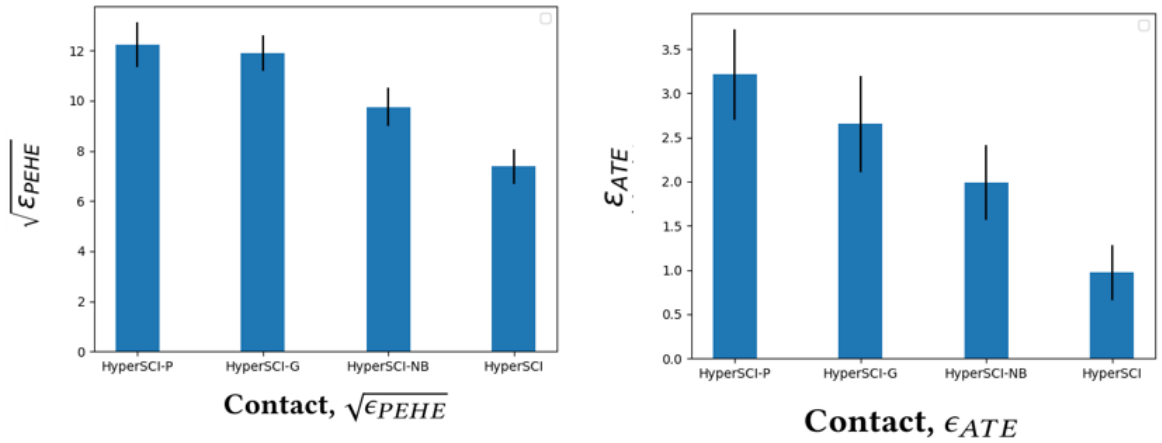 √ε_PEHE
12
10
8
6
4
2
0
HyperSCI-P HyperSCI-G HyperSCI-NB HyperSCI
Contact, √ϵ_PEHE
ε_ATE
3.5
3.0
2.5
2.0
1.5
1.0
0.5
0.0
HyperSCI-P HyperSCI-G HyperSCI-NB HyperSCI
Contact, ϵ_ATE